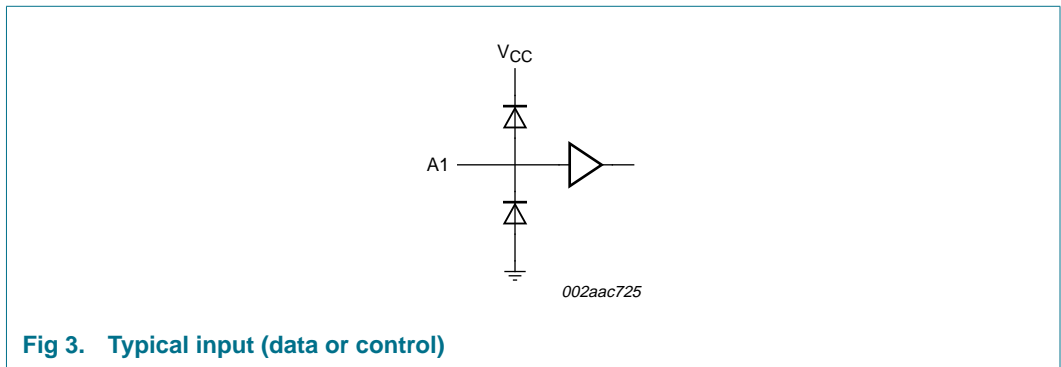 VCC
A1
002aac725
Fig 3. Typical input (data or control)